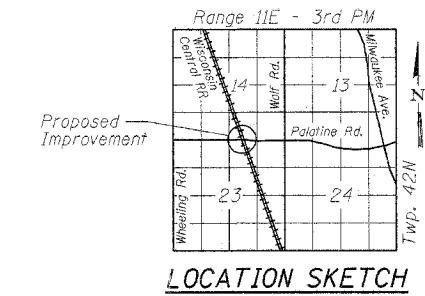 Range 11E - 3rd PM
Wisconsin
Central RR.
14
Wolf Rd.
13
Milwaukee Ave.
Proposed
Improvement
Palatine Rd.
N
Wheeling Rd.
23
24
Twp. 42N
LOCATION SKETCH